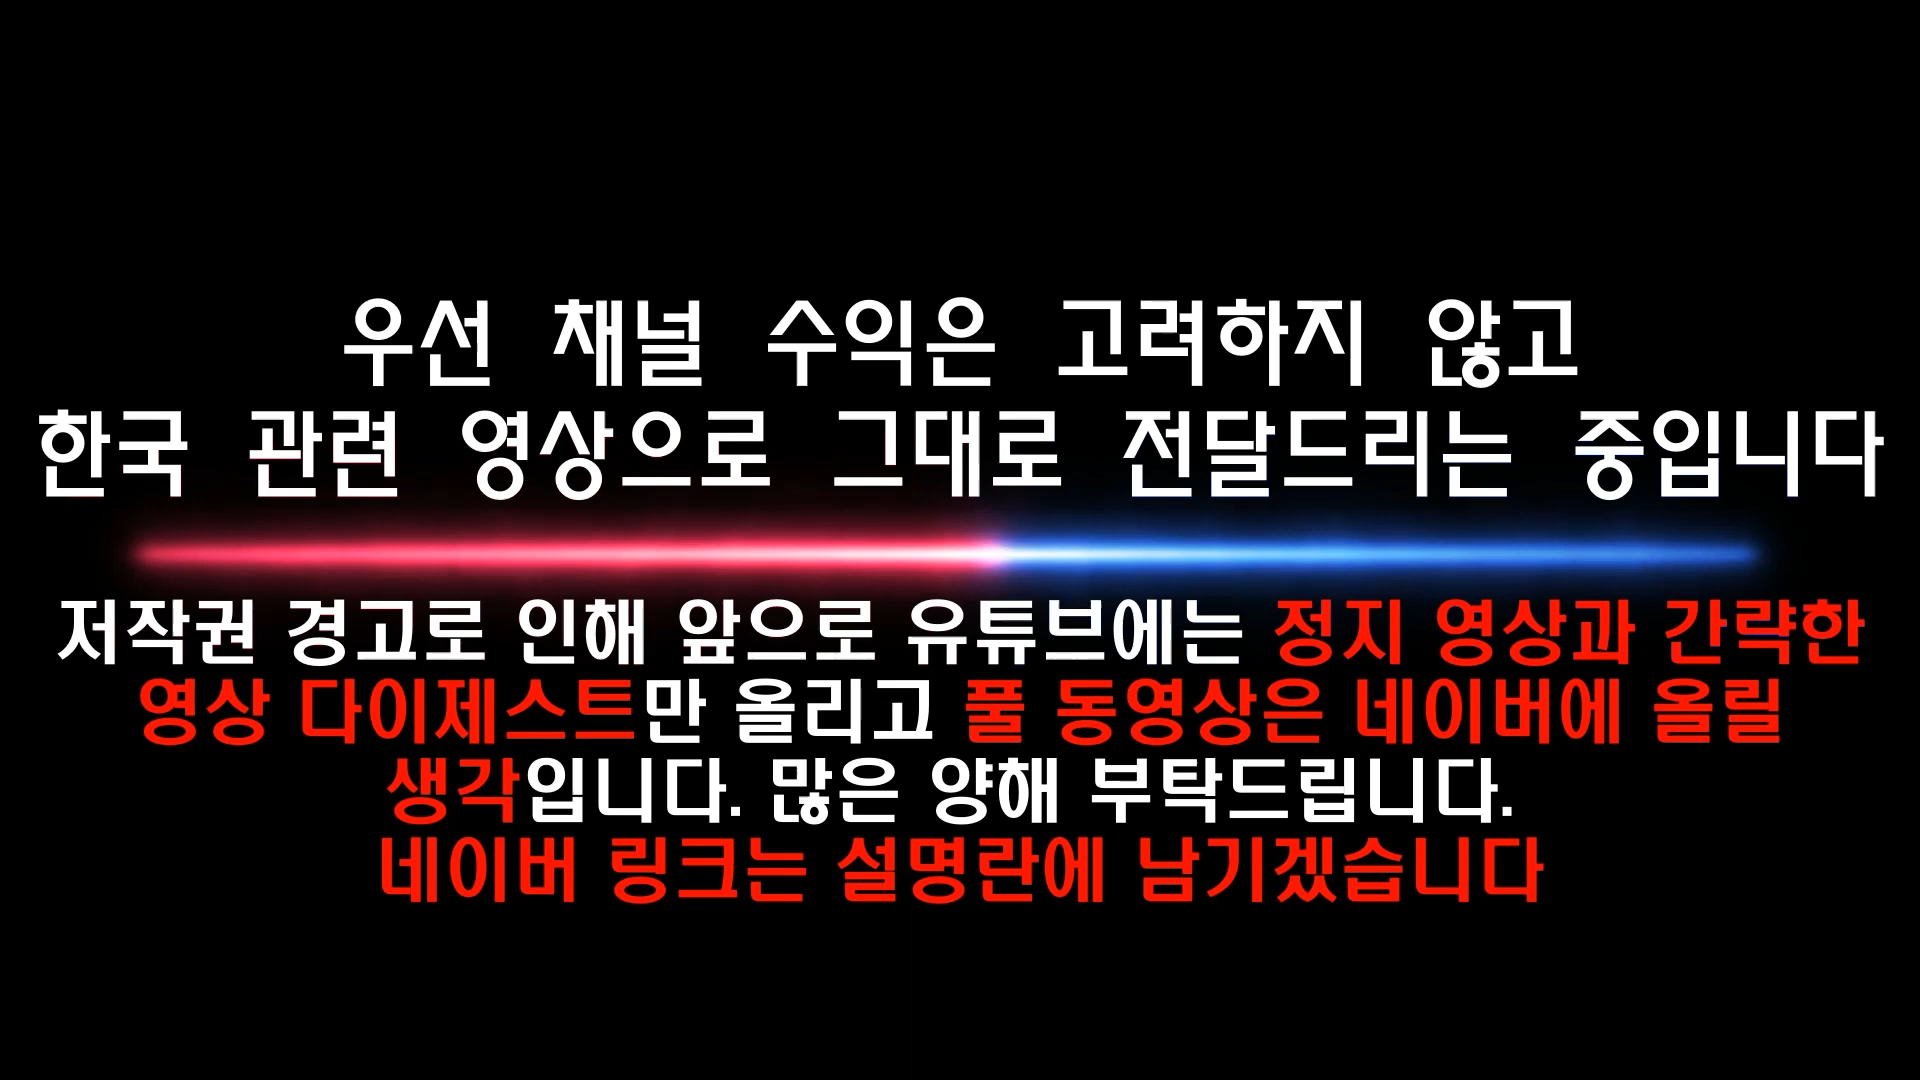 우선 채널 수익은 고려하지 않고
한국 관련 영상으로 그대로 전달드리는 중입니다
저작권 경고로 인해 앞으로 유튜브에는 정지 영상과 간략한
영상 다이제스트만 올리고 풀 동영상은 네이버에 올릴
생각입니다. 많은 양해 부탁드립니다.
네이버 링크는 설명란에 남기겠습니다